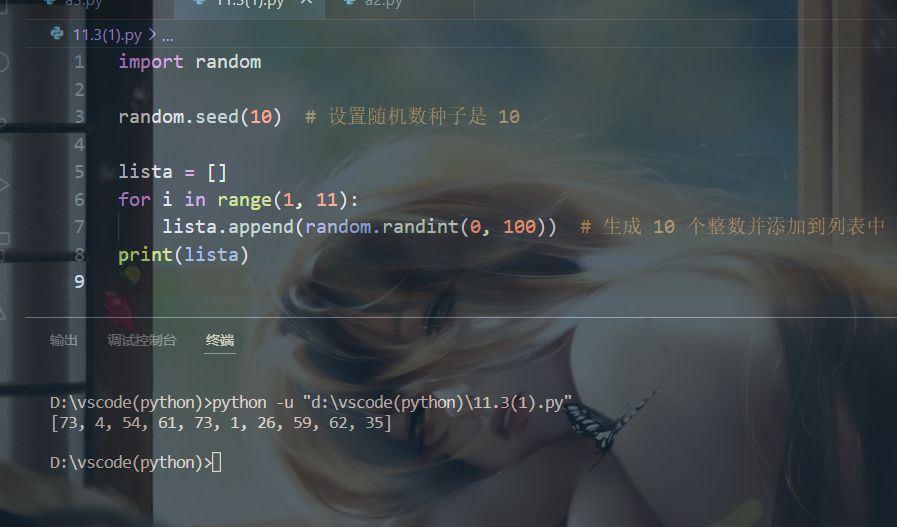 a3.py 11.3(1).py a2.py
11.3(1).py > ...
1 import random
2
3 random.seed(10) # 设置随机数种子是 10
4
5 lista = []
6 for i in range(1, 11):
7 lista.append(random.randint(0, 100)) # 生成 10 个整数并添加到列表中
8 print(lista)
9
输出 调试控制台 终端
D:\vscode(python)>python -u "d:\vscode(python)\11.3(1).py"
[73, 4, 54, 61, 73, 1, 26, 59, 62, 35]
D:\vscode(python)>